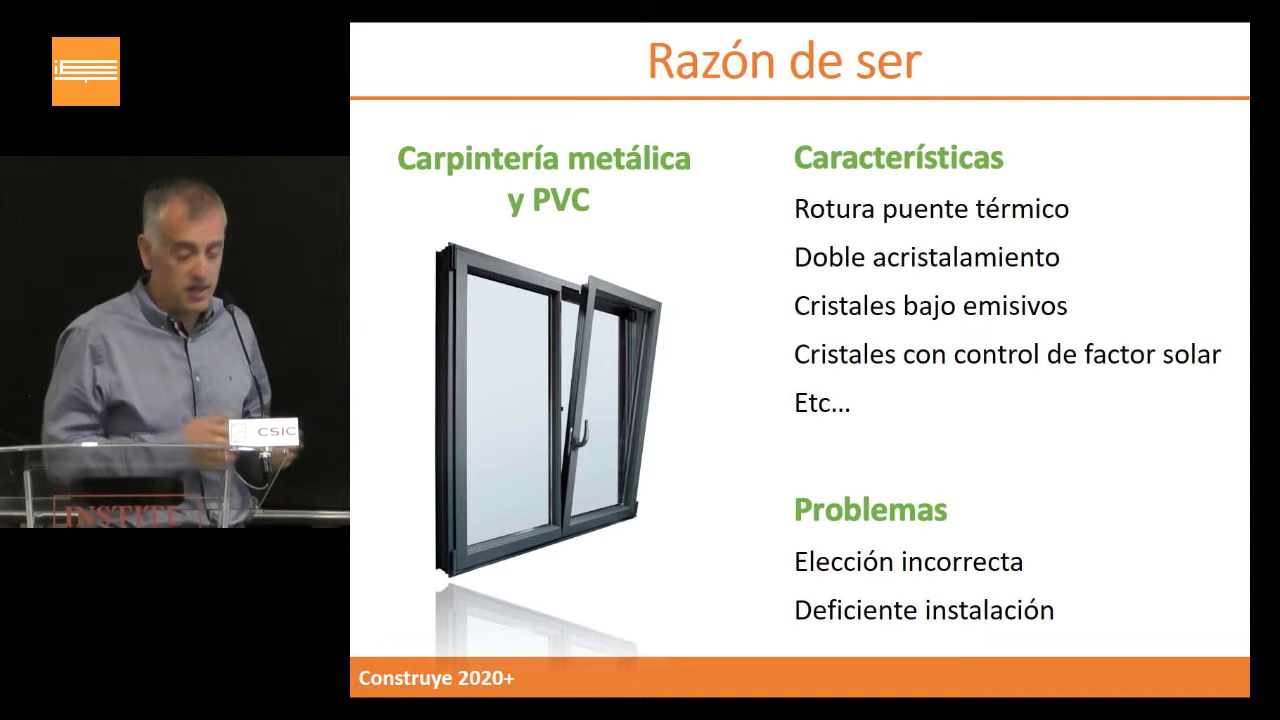 Razón de ser
Carpintería metálica
y PVC
Características
Rotura puente térmico
Doble acristalamiento
Cristales bajo emisivos
Cristales con control de factor solar
Etc...
Problemas
Elección incorrecta
Deficiente instalación
Construye 2020+
CSIC
INSTITU